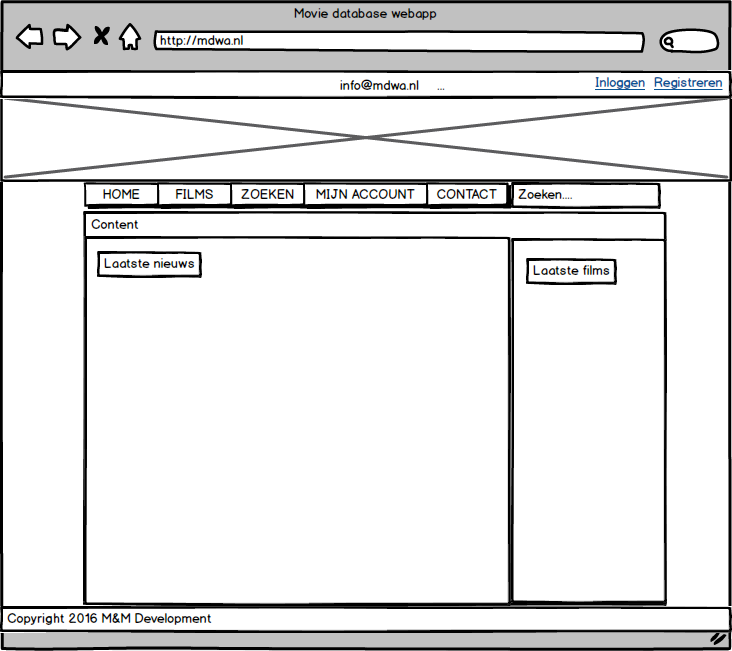 Movie database webapp
http://mdwa.nl
info@mdwa.nl ... Inloggen Registreren
HOME FILMS ZOEKEN MIJN ACCOUNT CONTACT Zoeken....
Content
Laatste nieuws
Laatste films
Copyright 2016 M&M Development